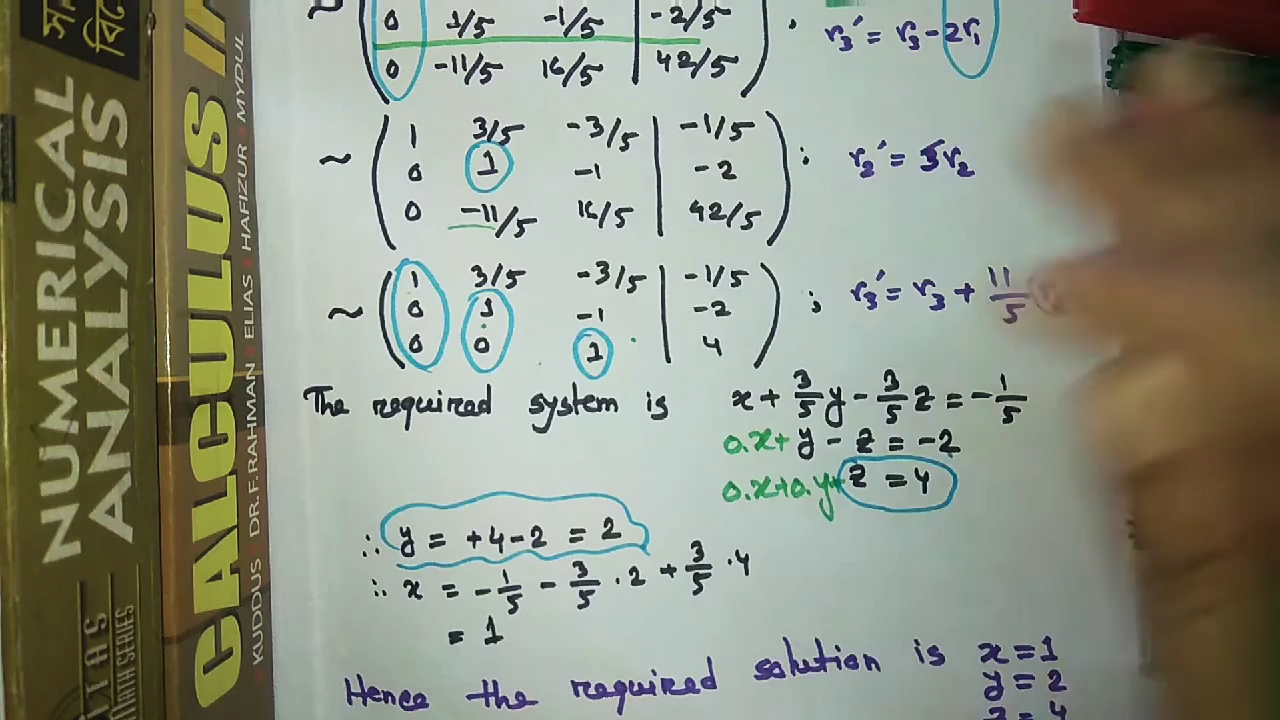 ~ 0 1/5 -1/5 | -2/5 ; r₃′ = r₃ - 2r₁
0 -11/5 16/5 | 42/5
~ 1 3/5 -3/5 | -1/5
0 1 -1 | -2 ; r₂′ = 5r₂
0 -11/5 16/5 | 42/5
1 3/5 -3/5 | -1/5
~ 0 1 -1 | -2 ; r₃′ = r₃ + 11/5
0 0 1 | 4
The required system is x + 3/5 y - 3/5 z = - 1/5
0.x + y - z = -2
0.x + 0.y + z = 4
∴ y = +4-2 = 2
∴ x = - 1/5 - 3/5 · 2 + 3/5 · 4
= 1
Hence the required solution is x = 1
y = 2
z = 4
NUMERICAL
ANALYSIS
MATH SERIES
CALCULUS
KUDDUS DR.F.RAHMAN ELIAS HAFIZUR MYDUL